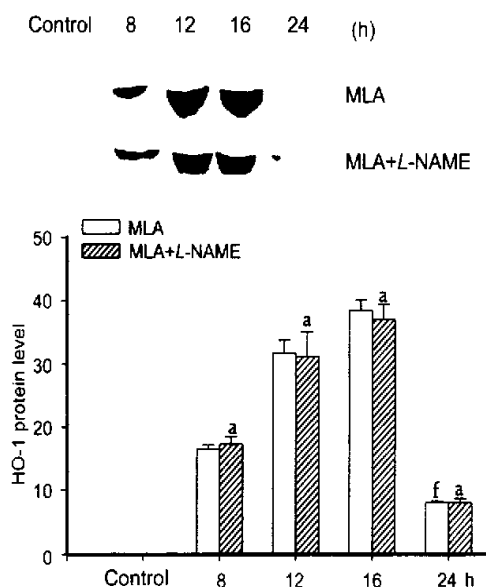 Control 8 12 16 24 (h)
MLA
MLA+L-NAME
MLA
MLA+L-NAME
50
40
30
20
10
0
HO-1 protein level
a
a
a
a
f a
Control 8 12 16 24 h